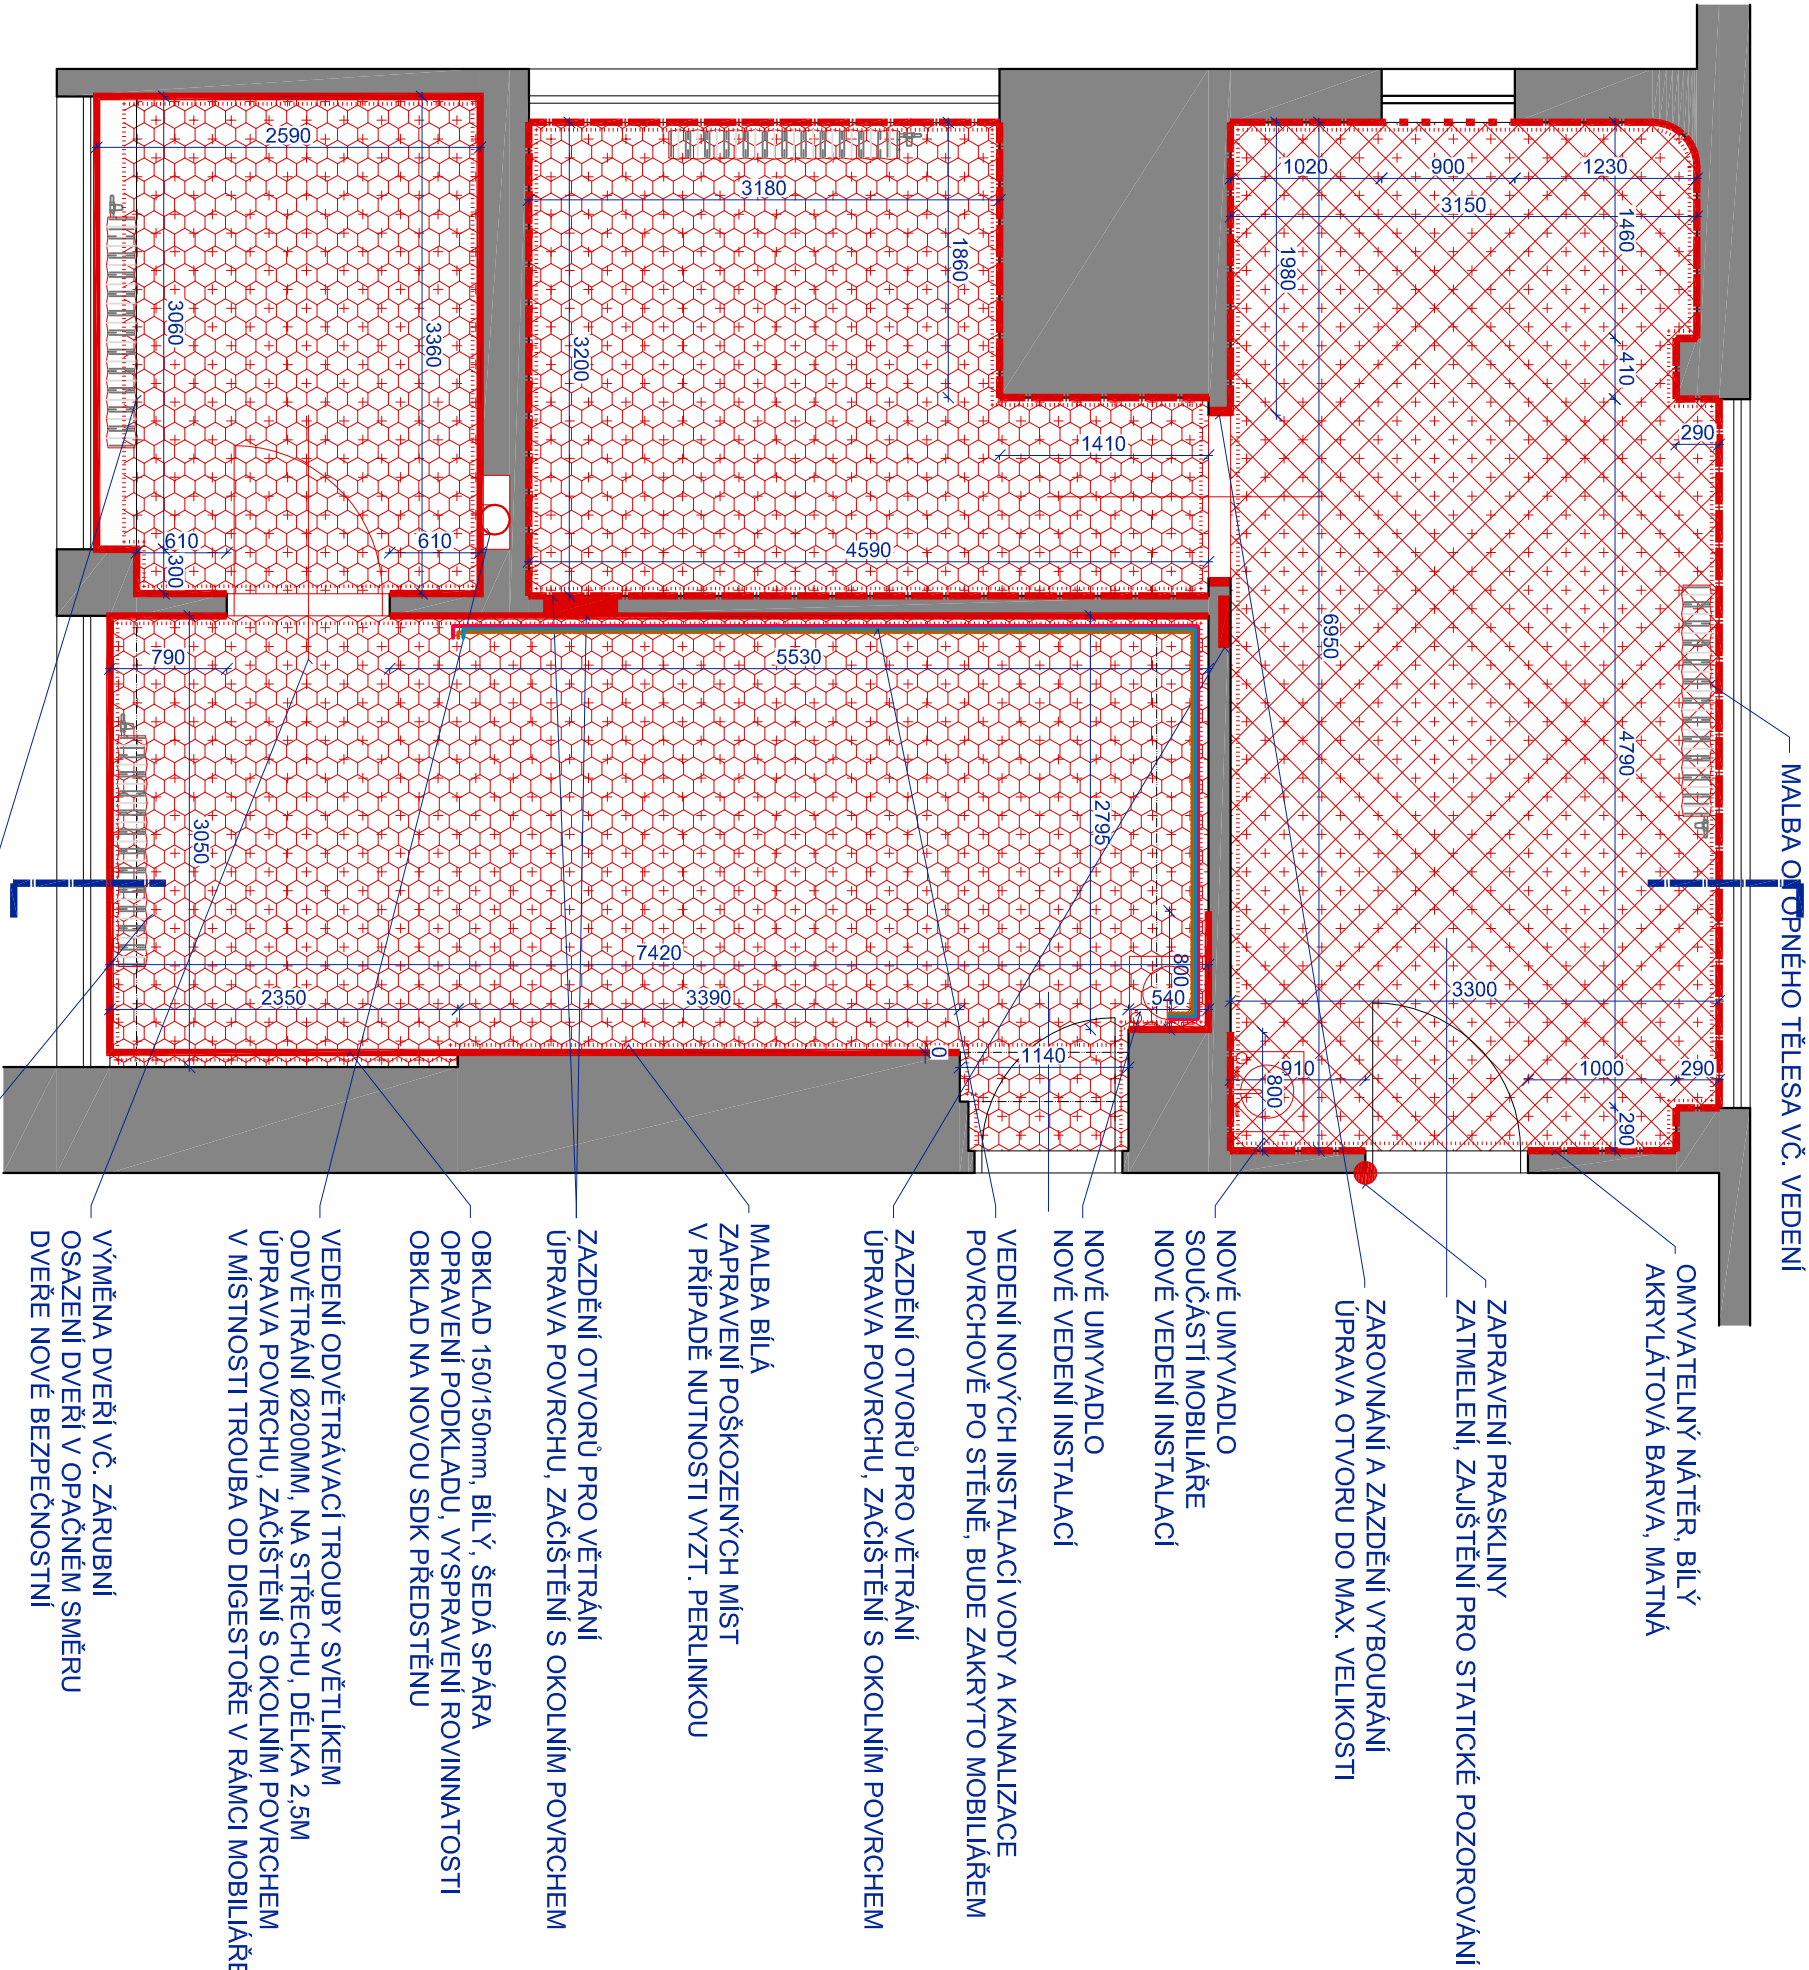 MALBA OTOPNÉHO TĚLESA VČ. VEDENÍ
OMYVATELNÝ NÁTĚR, BÍLÝ
AKRYLÁTOVÁ BARVA, MATNÁ
ZAPRAVENÍ PRASKLINY
ZATMELENÍ, ZAJIŠTĚNÍ PRO STATICKÉ POZOROVÁNÍ
ZAROVNÁNÍ A ZAZDĚNÍ VYBOURÁNÍ
ÚPRAVA OTVORU DO MAX. VELIKOSTI
NOVÉ UMYVADLO
SOUČÁSTÍ MOBILIÁŘE
NOVÉ VEDENÍ INSTALACÍ
NOVÉ UMYVADLO
NOVÉ VEDENÍ INSTALACÍ
VEDENÍ NOVÝCH INSTALACÍ VODY A KANALIZACE
POVRCHOVĚ PO STĚNĚ, BUDE ZAKRYTO MOBILIÁŘEM
ZAZDĚNÍ OTVORŮ PRO VĚTRÁNÍ
ÚPRAVA POVRCHU, ZAČIŠTĚNÍ S OKOLNÍM POVRCHEM
MALBA BÍLÁ
ZAPRAVENÍ POŠKOZENÝCH MÍST
V PŘÍPADĚ NUTNOSTI VYZT. PERLINKOU
ZAZDĚNÍ OTVORŮ PRO VĚTRÁNÍ
ÚPRAVA POVRCHU, ZAČIŠTĚNÍ S OKOLNÍM POVRCHEM
OBKLAD 150/150mm, BÍLÝ, ŠEDÁ SPÁRA
OPRAVENÍ PODKLADU, VYSPRAVENÍ ROVINNATOSTI
OBKLAD NA NOVOU SDK PŘEDSTĚNU
VEDENÍ ODVĚTRÁVACÍ TROUBY SVĚTLÍKEM
ODVĚTRÁNÍ Ø200MM, NA STŘECHU, DÉLKA 2,5M
ÚPRAVA POVRCHU, ZAČIŠTĚNÍ S OKOLNÍM POVRCHEM
V MÍSTNOSTI TROUBA OD DIGESTOŘE V RÁMCI MOBILIÁŘE
VÝMĚNA DVEŘÍ VČ. ZÁRUBNÍ
OSAZENÍ DVEŘÍ V OPAČNÉM SMĚRU
DVEŘE NOVÉ BEZPEČNOSTNÍ
2590
3060
3360
610
300
610
3180
1860
3200
1410
4590
1020
900
1230
3150
1460
1980
410
290
6950
4790
3300
910
800
1000
290
290
790
5530
2795
3050
7420
2350
3390
800
540
1140
0